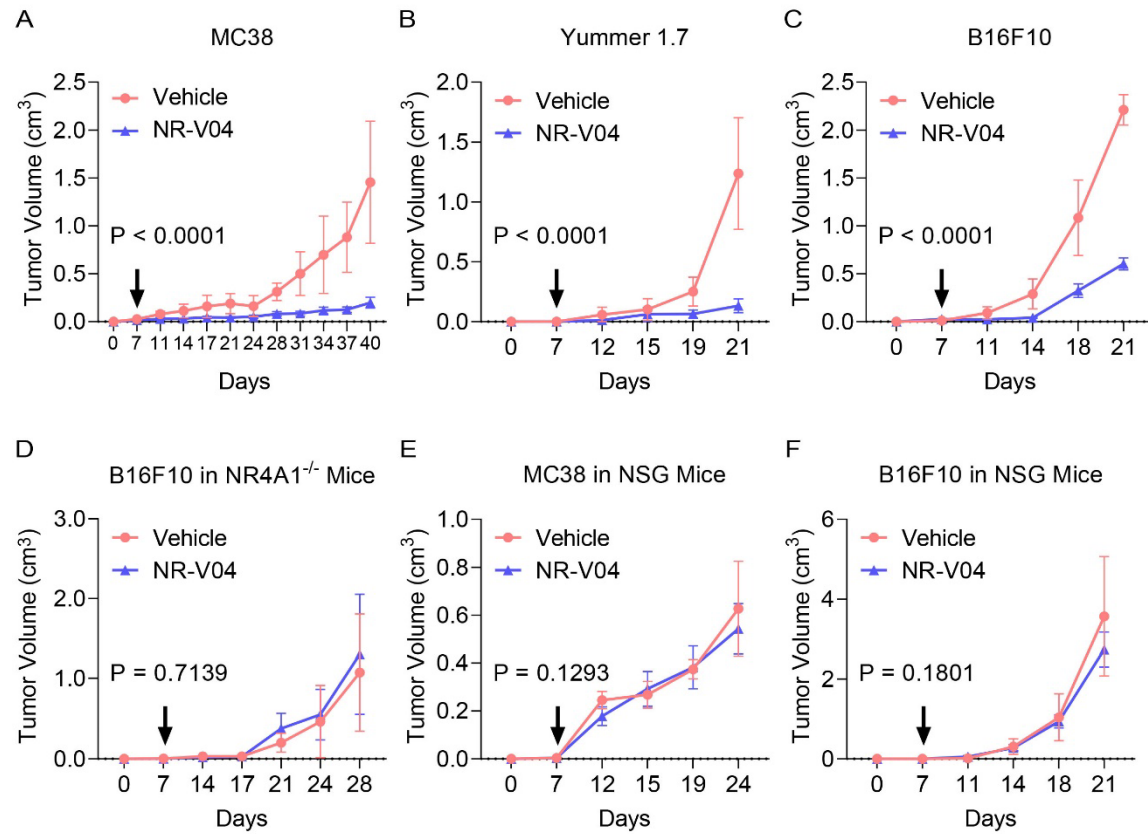 A
MC38
Tumor Volume (cm³)
2.5
2.0
1.5
1.0
0.5
0.0
Vehicle
NR-V04
P < 0.0001
0 7 11 14 17 21 24 28 31 34 37 40
Days
B
Yummer 1.7
Tumor Volume (cm³)
2.0
1.5
1.0
0.5
0.0
Vehicle
NR-V04
P < 0.0001
0 7 12 15 19 21
Days
C
B16F10
Tumor Volume (cm³)
2.5
2.0
1.5
1.0
0.5
0.0
Vehicle
NR-V04
P < 0.0001
0 7 11 14 18 21
Days
D
B16F10 in NR4A1⁻/⁻ Mice
Tumor Volume (cm³)
3.0
2.0
1.0
0.0
Vehicle
NR-V04
P = 0.7139
0 7 14 17 21 24 28
Days
E
MC38 in NSG Mice
Tumor Volume (cm³)
1.0
0.8
0.6
0.4
0.2
0.0
Vehicle
NR-V04
P = 0.1293
0 7 12 15 19 24
Days
F
B16F10 in NSG Mice
Tumor Volume (cm³)
6
4
2
0
Vehicle
NR-V04
P = 0.1801
0 7 11 14 18 21
Days